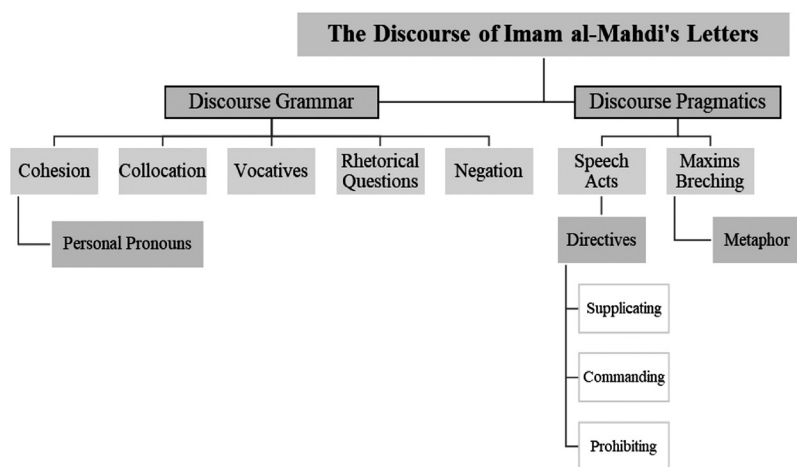 The Discourse of Imam al-Mahdi's Letters
Discourse Grammar
Discourse Pragmatics
Cohesion
Collocation
Vocatives
Rhetorical
Questions
Negation
Speech
Acts
Maxims
Breching
Personal Pronouns
Directives
Metaphor
Supplicating
Commanding
Prohibiting